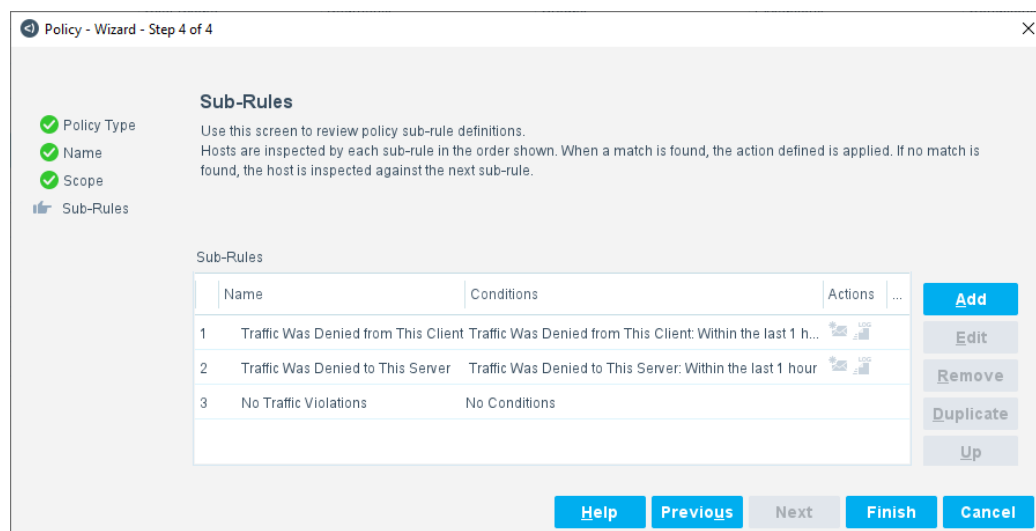 Policy - Wizard - Step 4 of 4
Policy Type
Name
Scope
Sub-Rules
Sub-Rules
Use this screen to review policy sub-rule definitions.
Hosts are inspected by each sub-rule in the order shown. When a match is found, the action defined is applied. If no match is
found, the host is inspected against the next sub-rule.
Sub-Rules
Name Conditions Actions ...
1 Traffic Was Denied from This Client Traffic Was Denied from This Client: Within the last 1 h... LOG
2 Traffic Was Denied to This Server Traffic Was Denied to This Server: Within the last 1 hour LOG
3 No Traffic Violations No Conditions
Add
Edit
Remove
Duplicate
Up
Help Previous Next Finish Cancel